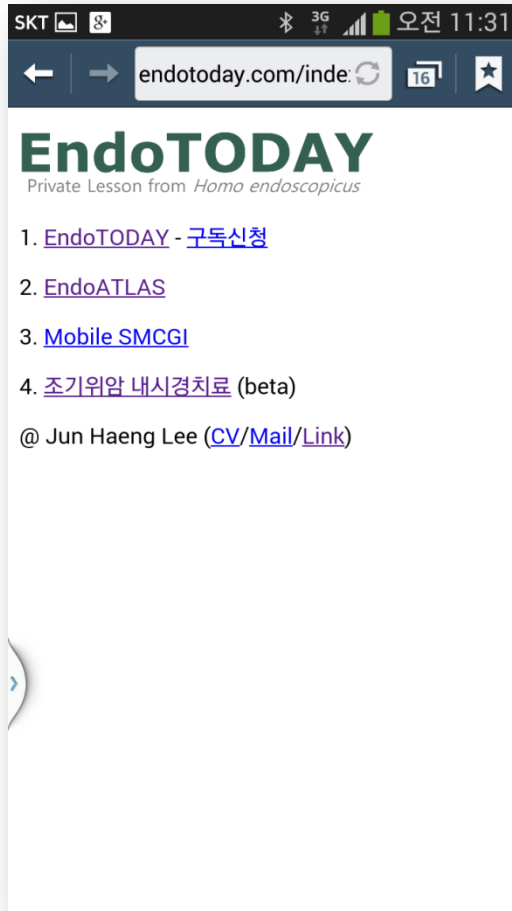 SKT 3G 오전 11:31
endotoday.com/index 16
EndoTODAY
Private Lesson from Homo endoscopicus
1. EndoTODAY - 구독신청
2. EndoATLAS
3. Mobile SMCGI
4. 조기위암 내시경치료 (beta)
@ Jun Haeng Lee (CV/Mail/Link)